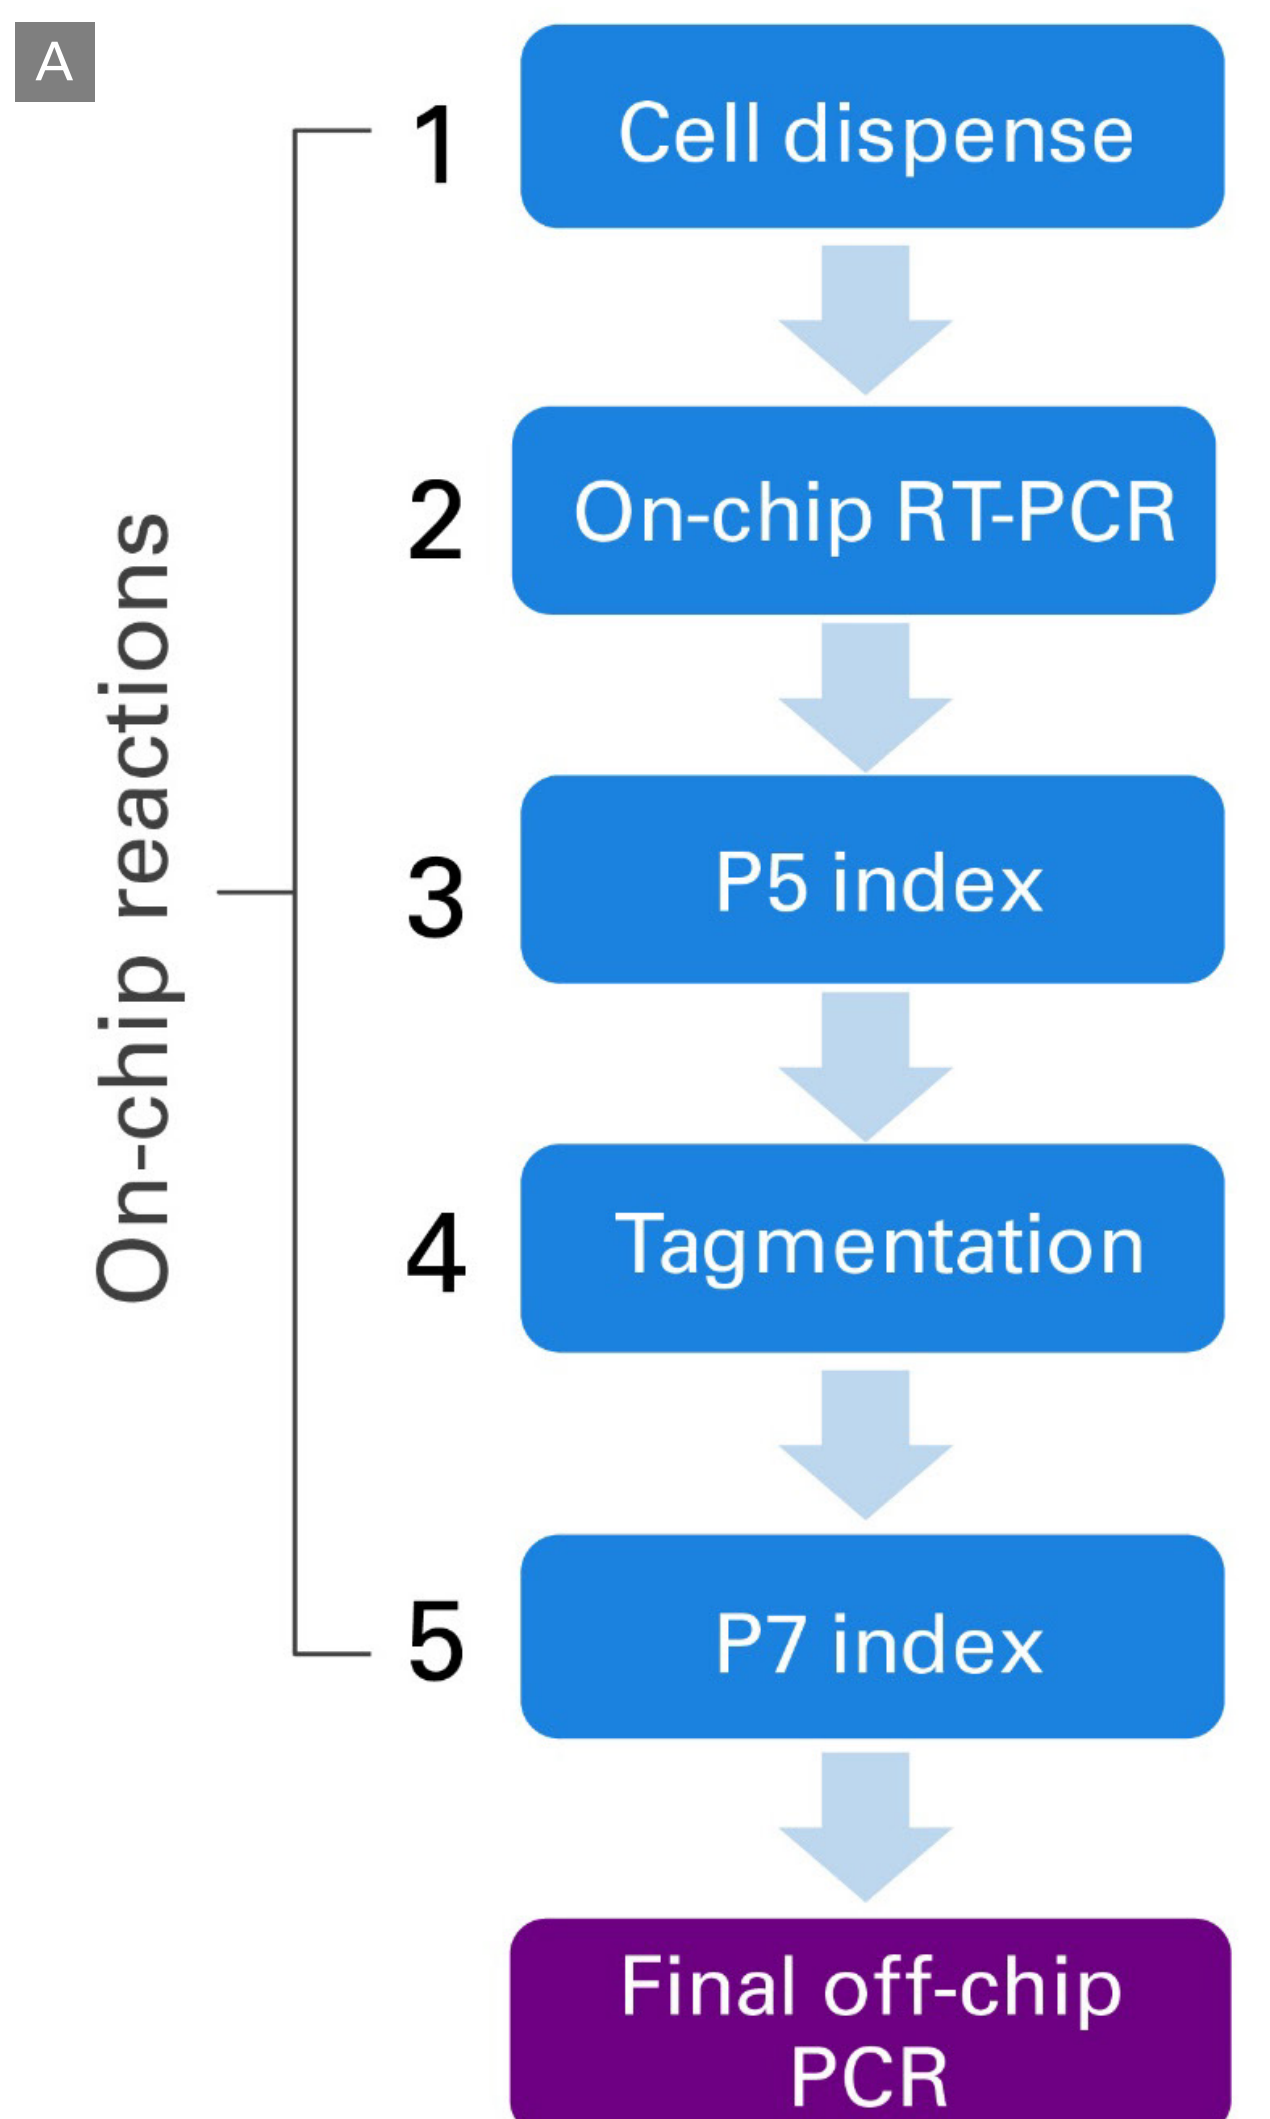 A
On-chip reactions
1
Cell dispense
2
On-chip RT-PCR
3
P5 index
4
Tagmentation
5
P7 index
Final off-chip
PCR